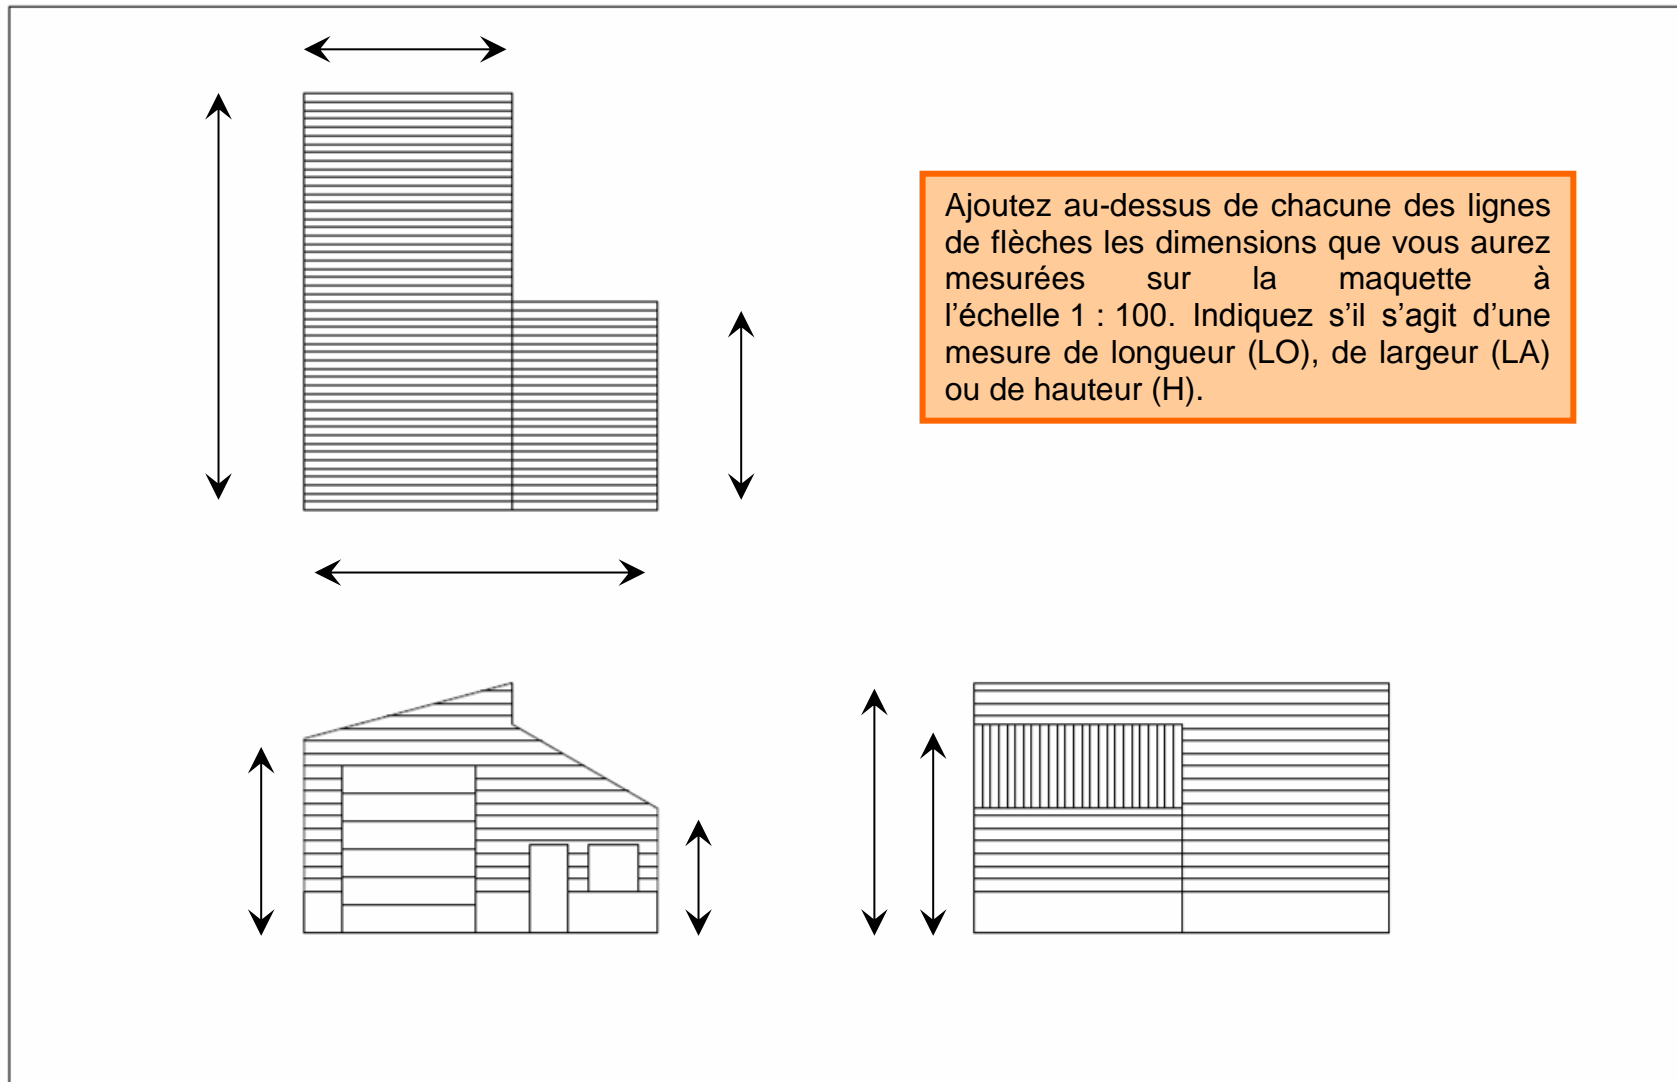 Ajoutez au-dessus de chacune des lignes
de flèches les dimensions que vous aurez
mesurées sur la maquette à
l’échelle 1 : 100. Indiquez s’il s’agit d’une
mesure de longueur (LO), de largeur (LA)
ou de hauteur (H).